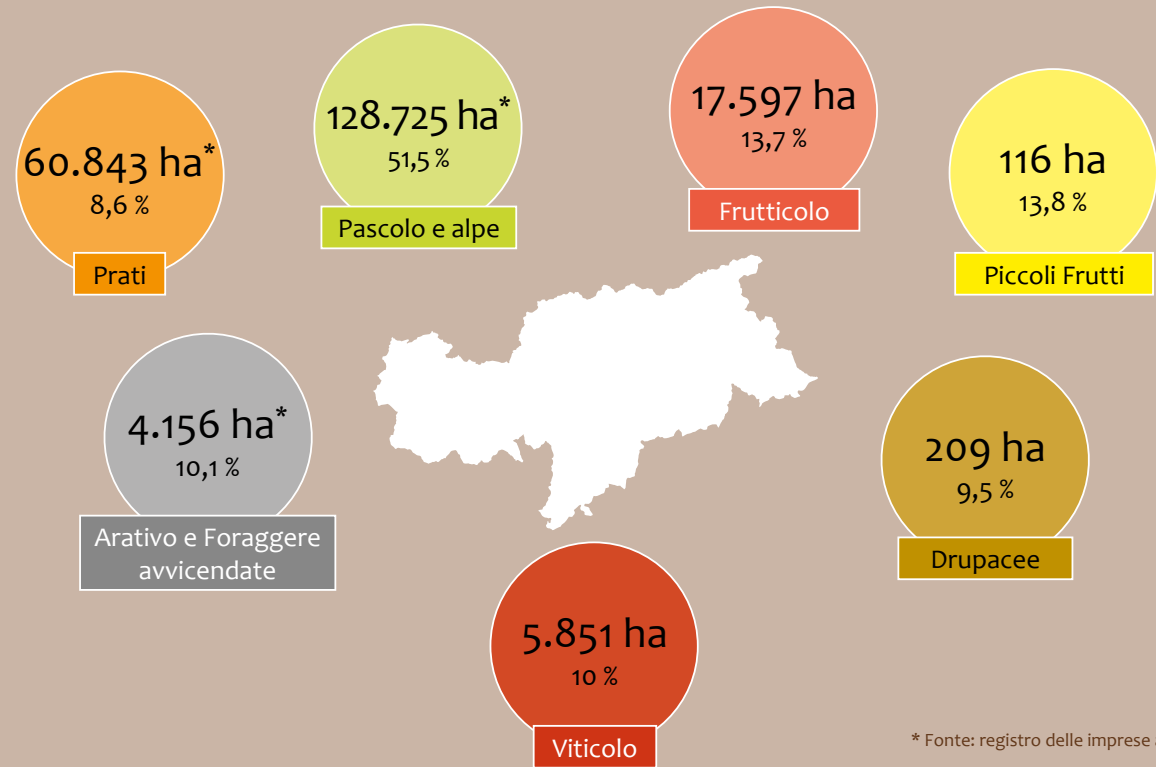 60.843 ha*
8,6 %
Prati
128.725 ha*
51,5 %
Pascolo e alpe
17.597 ha
13,7 %
Frutticolo
116 ha
13,8 %
Piccoli Frutti
4.156 ha*
10,1 %
Arativo e Foraggere
avvicendate
209 ha
9,5 %
Drupacee
5.851 ha
10 %
Viticolo
* Fonte: registro delle imprese a